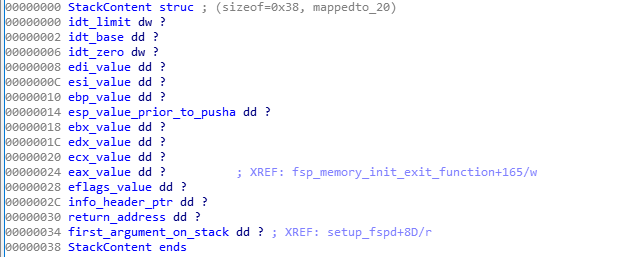 00000000 StackContent struc ; (sizeof=0x38, mappedto_20)
00000000 idt_limit dw ?
00000002 idt_base dd ?
00000006 idt_zero dw ?
00000008 edi_value dd ?
0000000C esi_value dd ?
00000010 ebp_value dd ?
00000014 esp_value_prior_to_pusha dd ?
00000018 ebx_value dd ?
0000001C edx_value dd ?
00000020 ecx_value dd ?
00000024 eax_value dd ? ; XREF: fsp_memory_init_exit_function+165/w
00000028 eflags_value dd ?
0000002C info_header_ptr dd ?
00000030 return_address dd ?
00000034 first_argument_on_stack dd ? ; XREF: setup_fspd+8D/r
00000038 StackContent ends